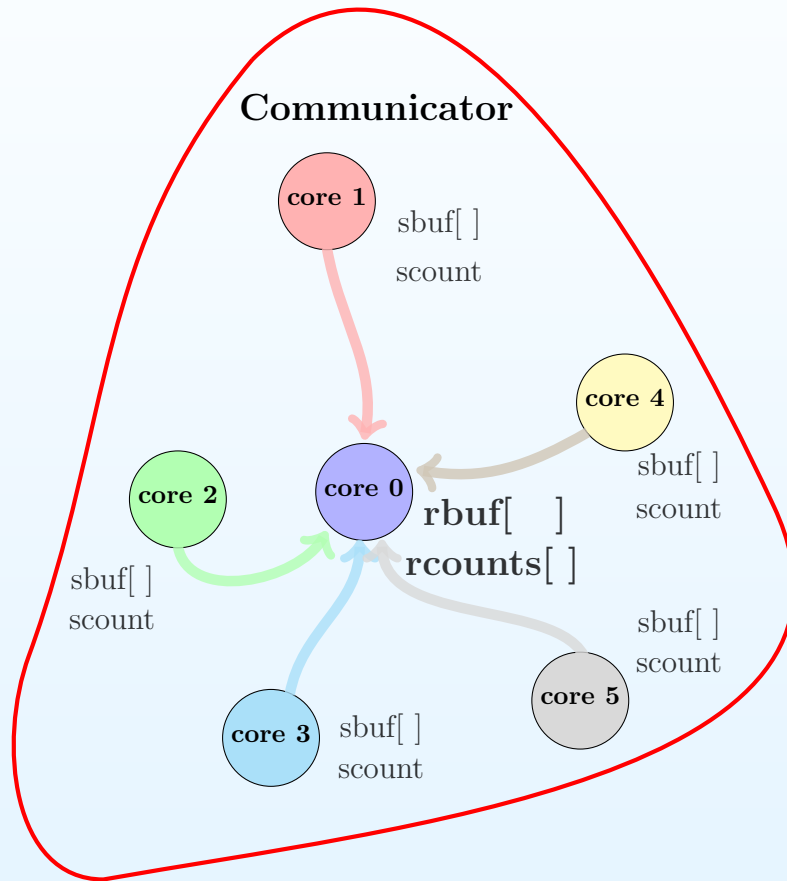 Communicator
core 1
sbuf[ ]
scount
core 4
sbuf[ ]
scount
core 2
sbuf[ ]
scount
core 0
rbuf[ ]
rcounts[ ]
core 3
sbuf[ ]
scount
sbuf[ ]
scount
core 5